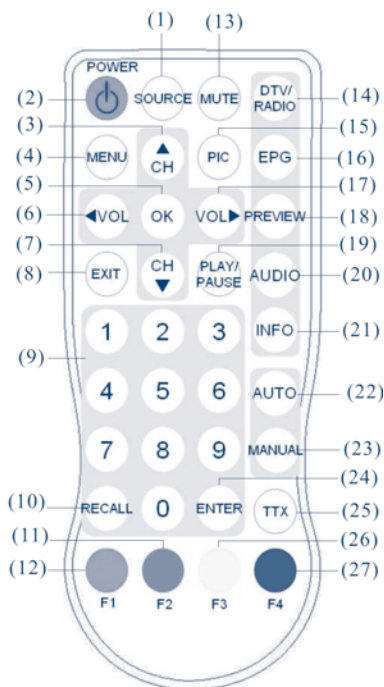 (1)
(13)
POWER
(2)
SOURCE
MUTE
DTV/
RADIO
(14)
(3)
(15)
(4)
MENU
▲
CH
PIC
EPG
(16)
(5)
(17)
(6)
◀VOL
OK
VOL▶
PREVIEW
(18)
(7)
(19)
(8)
EXIT
CH
▼
PLAY/
PAUSE
AUDIO
(20)
1
2
3
INFO
(21)
(9)
4
5
6
AUTO
(22)
7
8
9
MANUAL
(23)
(24)
(10)
RECALL
0
ENTER
TTX
(25)
(11)
(26)
(12)
(27)
F1
F2
F3
F4